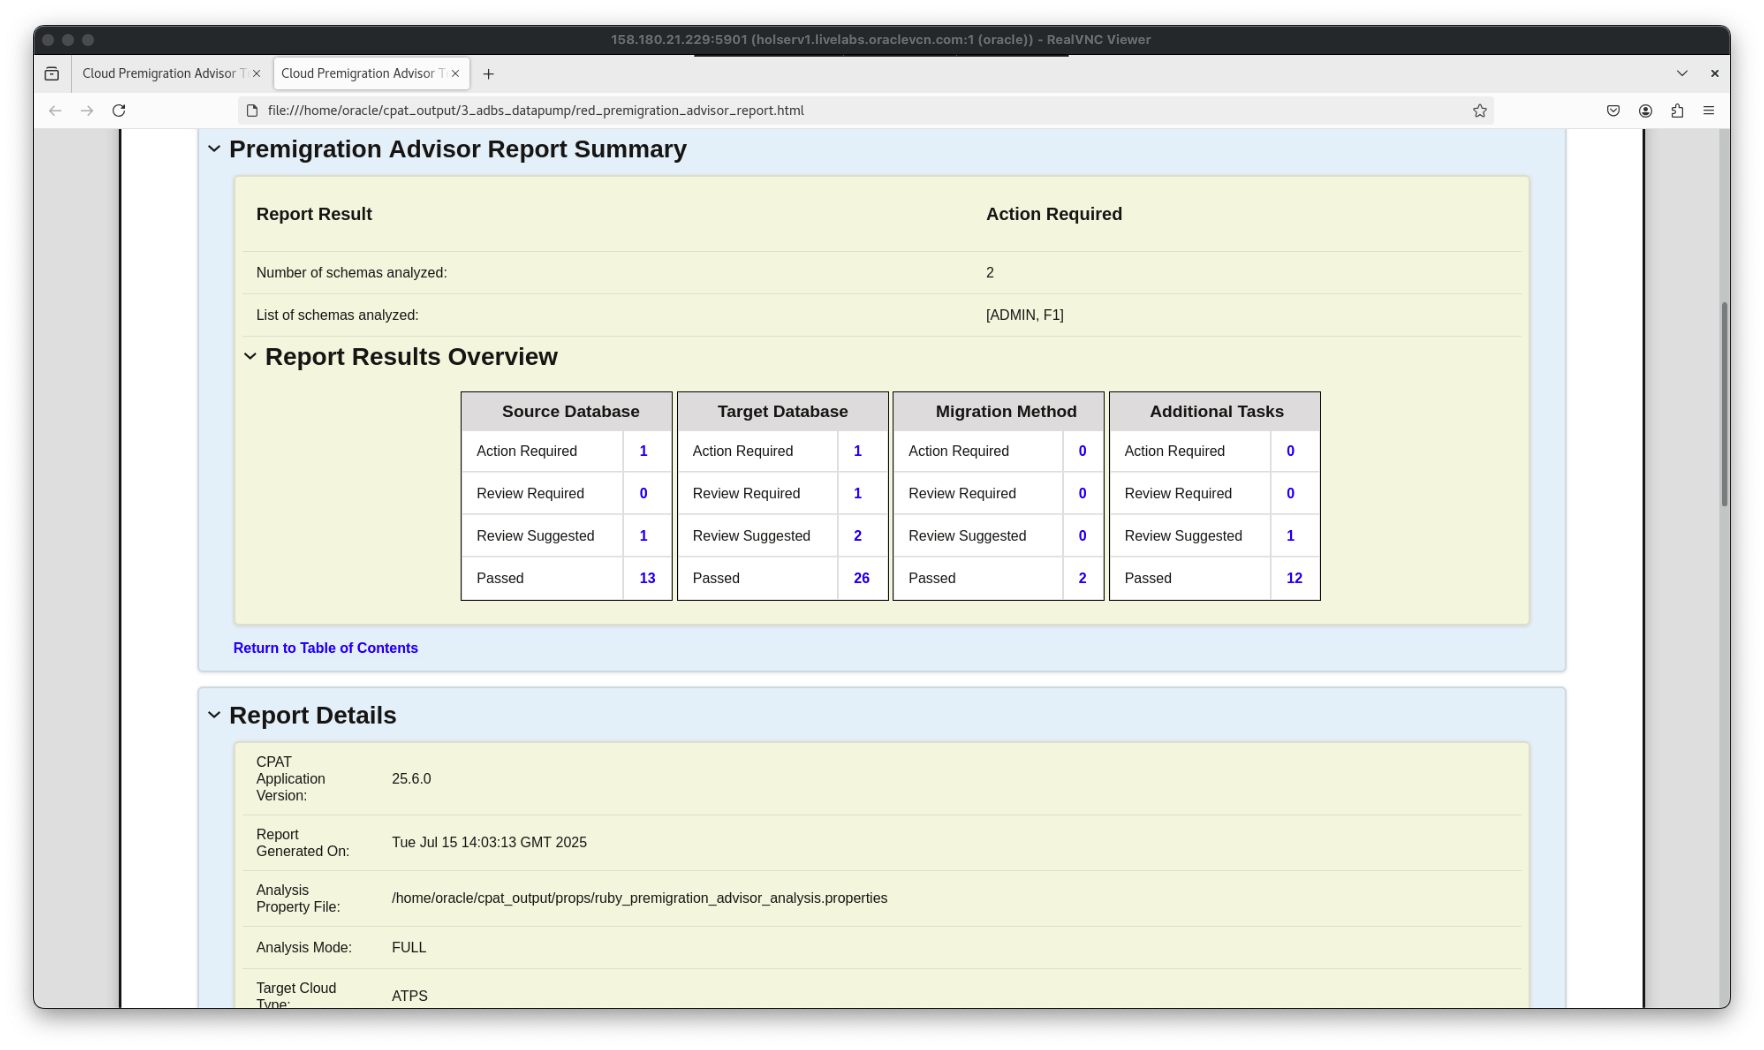 158.180.21.229:5901 (holserv1.livelabs.oraclevcn.com:1 (oracle)) - RealVNC Viewer
Cloud Premigration Advisor T
Cloud Premigration Advisor T
file:///home/oracle/cpat_output/3_adbs_datapump/red_premigration_advisor_report.html
Premigration Advisor Report Summary
Report Result Action Required
Number of schemas analyzed: 2
List of schemas analyzed: [ADMIN, F1]
Report Results Overview
Source Database Target Database Migration Method Additional Tasks
Action Required 1 Action Required 1 Action Required 0 Action Required 0
Review Required 0 Review Required 1 Review Required 0 Review Required 0
Review Suggested 1 Review Suggested 2 Review Suggested 0 Review Suggested 1
Passed 13 Passed 26 Passed 2 Passed 12
Return to Table of Contents
Report Details
CPAT
Application 25.6.0
Version:
Report
Generated On: Tue Jul 15 14:03:13 GMT 2025
Analysis
Property File: /home/oracle/cpat_output/props/ruby_premigration_advisor_analysis.properties
Analysis Mode: FULL
Target Cloud
Type: ATPS